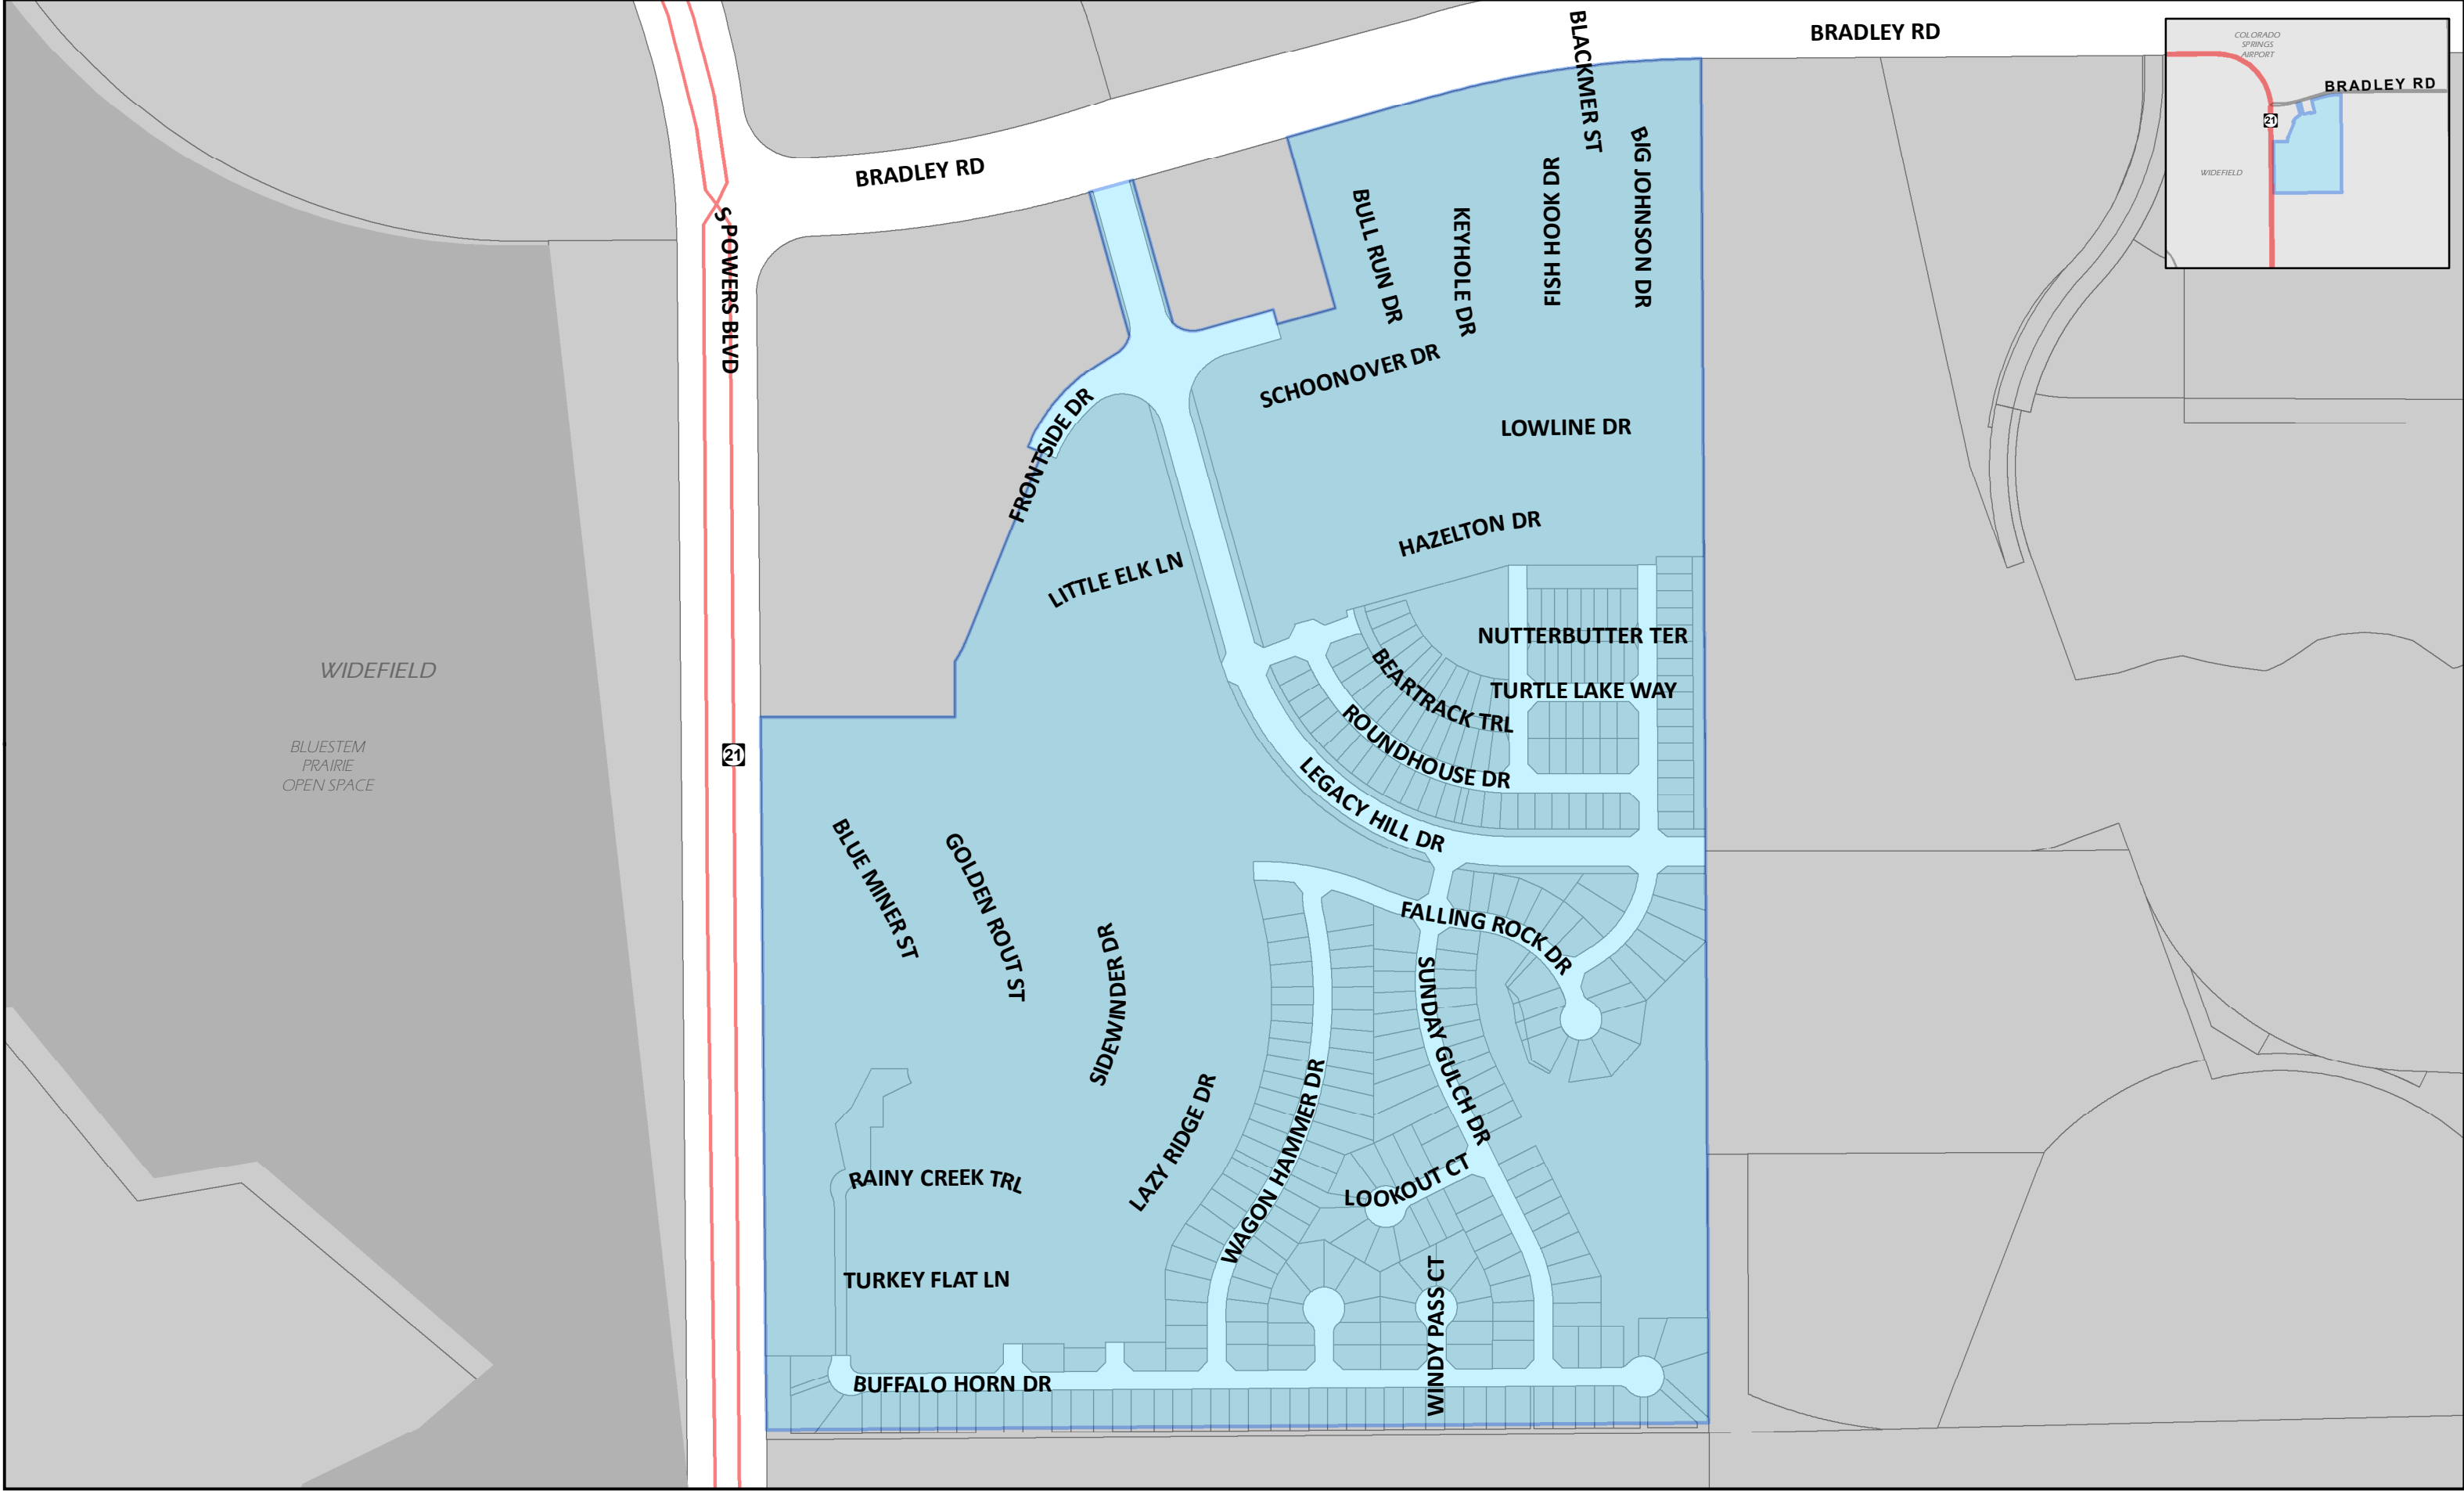 BRADLEY RD
BLACKMER ST
COLORADO
SPRINGS
AIRPORT
BRADLEY RD
21
WIDEFIELD
BRADLEY RD
S POWERS BLVD
BIG JOHNSON DR
FISH HOOK DR
KEYHOLE DR
BULL RUN DR
SCHOONOVER DR
FRONTSIDE DR
LOWLINE DR
HAZELTON DR
LITTLE ELK LN
NUTTERBUTTER TER
WIDEFIELD
BEARTRACK TRL
TURTLE LAKE WAY
ROUNDHOUSE DR
BLUESTEM
PRAIRIE
OPEN SPACE
21
LEGACY HILL DR
BLUE MINER ST
GOLDEN ROUT ST
FALLING ROCK DR
SIDEWINDER DR
SUNDAY GULCH DR
LAZY RIDGE DR
WAGON HAMMER DR
RAINY CREEK TRL
LOOKOUT CT
TURKEY FLAT LN
WINDY PASS CT
BUFFALO HORN DR